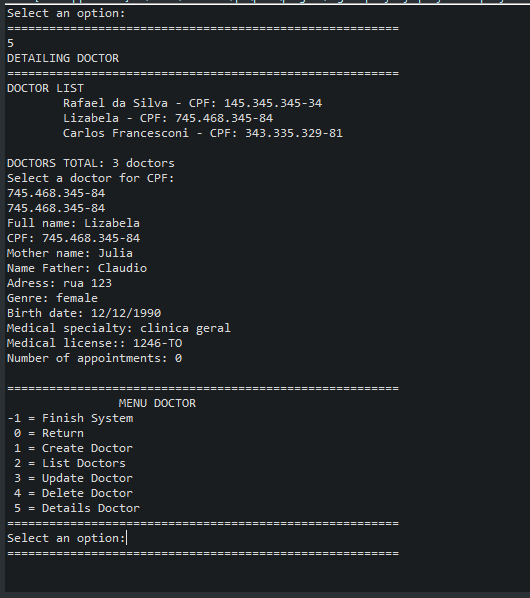 Select an option:
========================================================
5
DETAILING DOCTOR
========================================================
DOCTOR LIST
Rafael da Silva - CPF: 145.345.345-34
Lizabela - CPF: 745.468.345-84
Carlos Francesconi - CPF: 343.335.329-81
DOCTORS TOTAL: 3 doctors
Select a doctor for CPF:
745.468.345-84
745.468.345-84
Full name: Lizabela
CPF: 745.468.345-84
Mother name: Julia
Name Father: Claudio
Adress: rua 123
Genre: female
Birth date: 12/12/1990
Medical specialty: clinica geral
Medical license:: 1246-TO
Number of appointments: 0
========================================================
MENU DOCTOR
-1 = Finish System
0 = Return
1 = Create Doctor
2 = List Doctors
3 = Update Doctor
4 = Delete Doctor
5 = Details Doctor
========================================================
Select an option:
========================================================